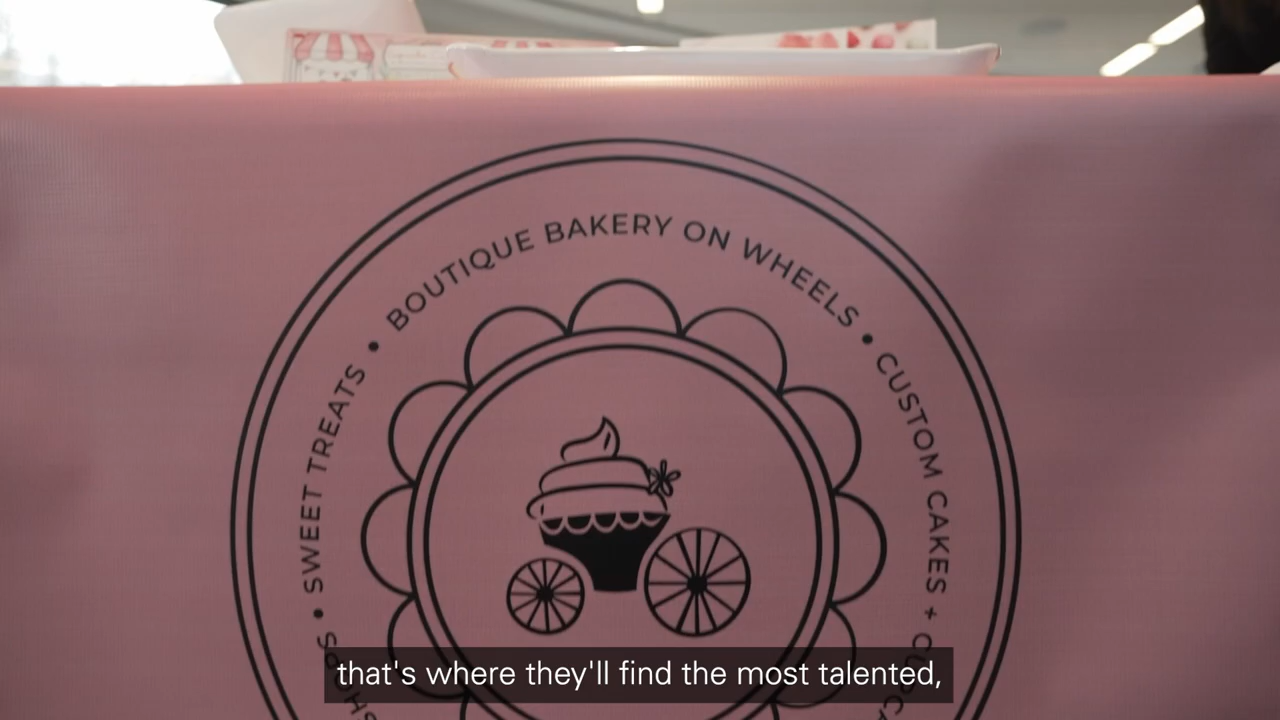 • SWEET TREATS • BOUTIQUE BAKERY ON WHEELS • CUSTOM CAKES +
that's where they'll find the most talented,